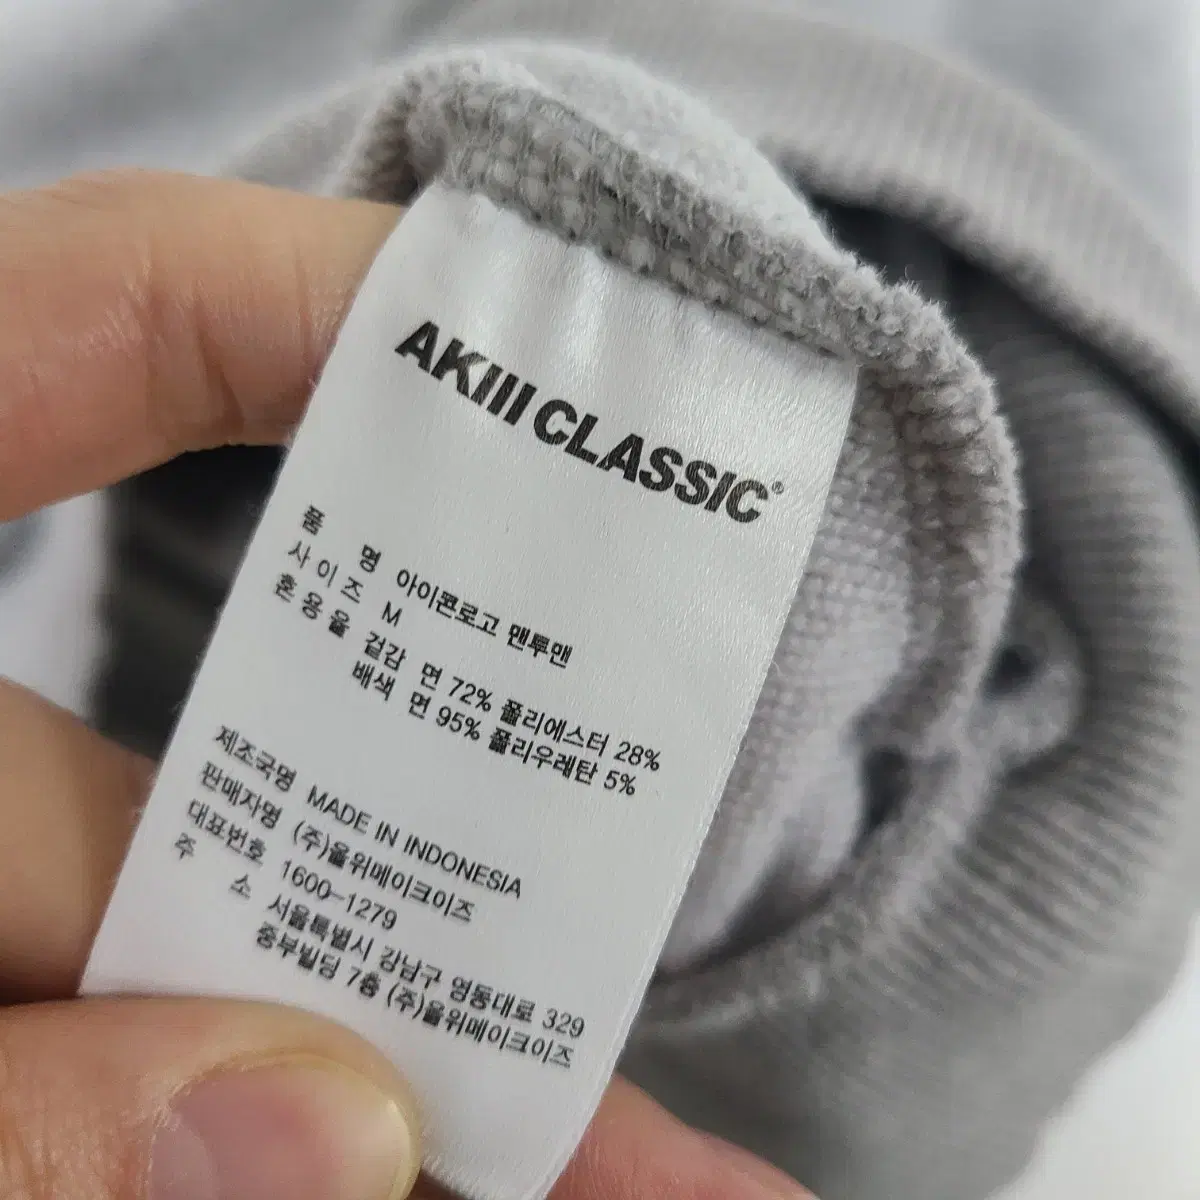 AKIII CLASSIC®
품 명 아이콘로고 맨투맨
사 이 즈 M
혼 용 율 겉감 면 72% 폴리에스터 28%
배색 면 95% 폴리우레탄 5%
제조국명 MADE IN INDONESIA
판매자명 (주)올위메이크이즈
대표번호 1600-1279
주 소 서울특별시 강남구 영동대로 329
중부빌딩 7층 (주)올위메이크이즈